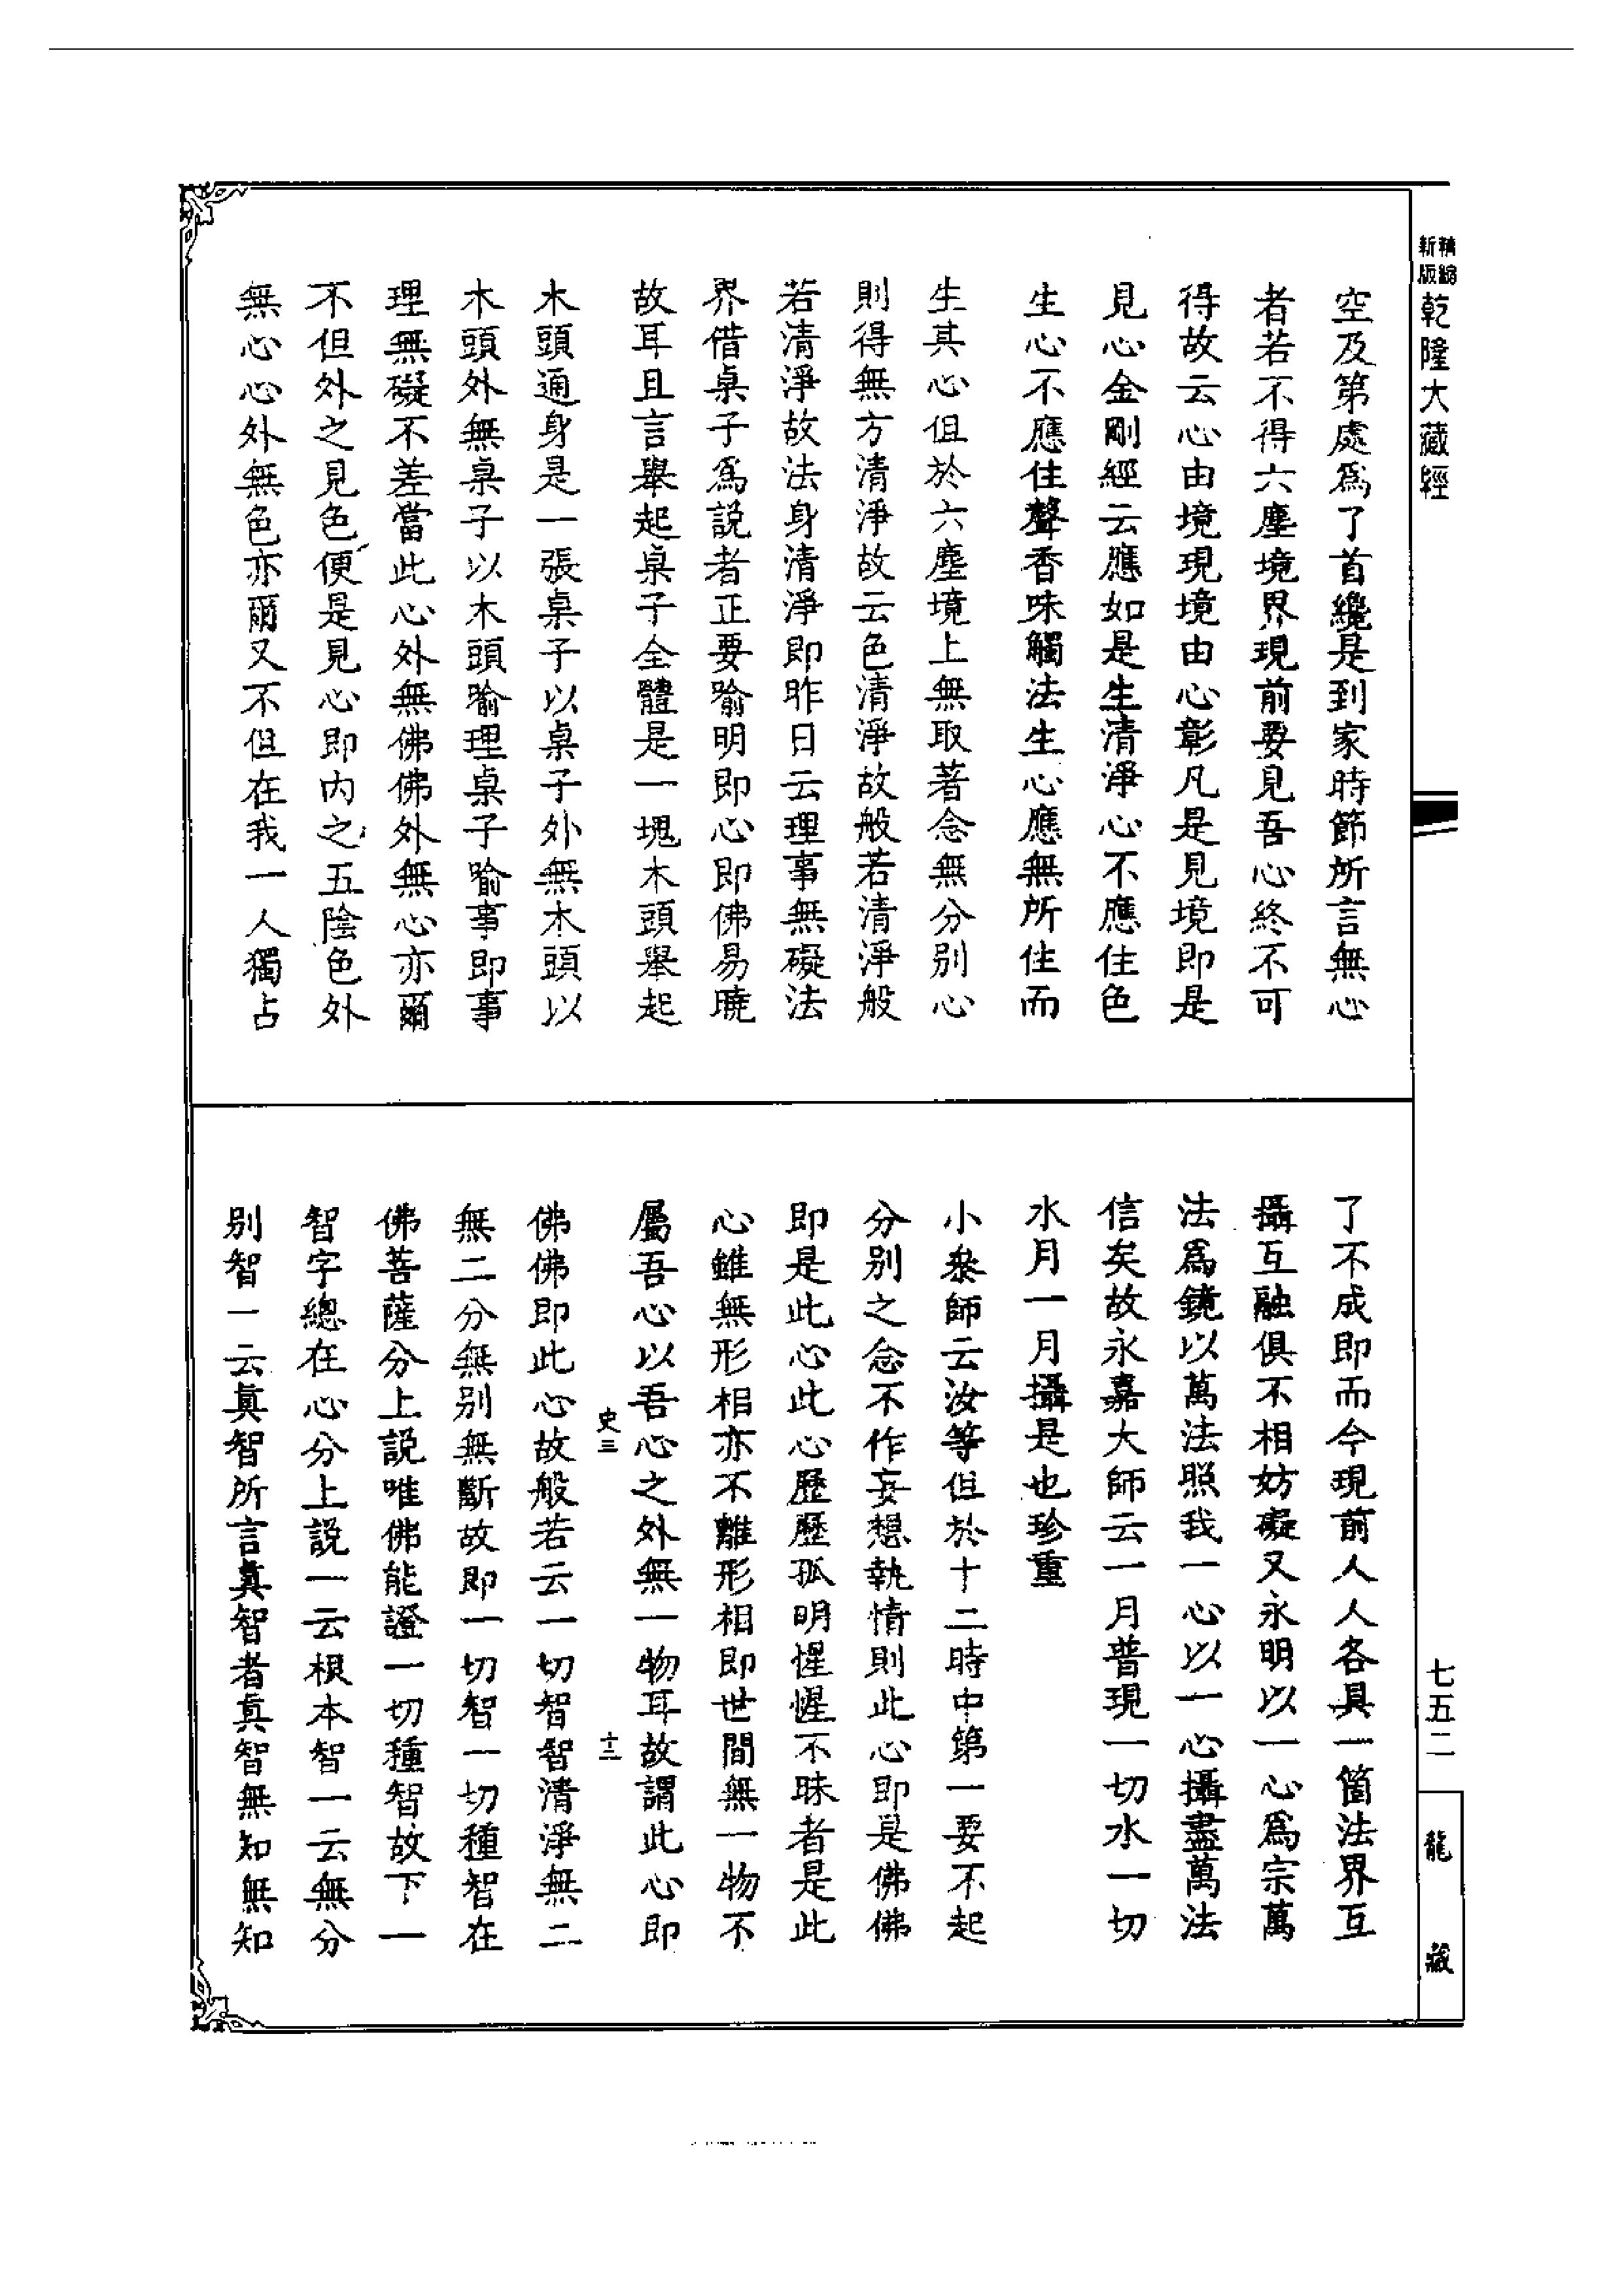 新版
精縮
乾隆大藏經
空及第處爲了首纔是到家時節所言無心
者若不得六塵境界現前要見吾心終不可
得故云心由境現境由心彰凡是見境即是
見心金剛經云應如是生清淨心不應住色
生心不應住聲香味觸法生心應無所住而
生其心但於六塵境上無取著念無分别心
則得無方清淨故云色清淨故般若清淨般
若清淨故法身清淨即昨日云理事無礙法
界借桌子爲説者正要喻明即心即佛易曉
故耳且言舉起桌子全體是一塊木頭舉起
木頭通身是一張桌子以桌子外無木頭以
木頭外無桌子以木頭喻理桌子喻事即事
理無礙不差當此心外無佛佛外無心亦爾
不但外之見色便是見心即内之五陰色外
無心心外無色亦爾又不但在我一人獨占
了不成即而今現前人人各具一箇法界互
攝互融俱不相妨礙又永明以一心爲宗萬
法爲鏡以萬法照我一心以一心攝盡萬法
信矣故永嘉大師云一月普現一切水一切
水月一月攝是也珍重
小叅師云汝等但於十二時中第一要不起
分别之念不作妄想執情則此心即是佛佛
即是此心此心歷歷孤明惺惺不昧者是此
心雖無形相亦不離形相即世間無一物不
屬吾心以吾心之外無一物耳故謂此心即
史三
十三
佛佛即此心故般若云一切智智清淨無二
無二分無别無斷故即一切智一切種智在
佛菩薩分上説唯佛能證一切種智故下一
智字總在心分上説一云根本智一云無分
别智一云眞智所言眞智者真智無知無知
七五二
龍藏